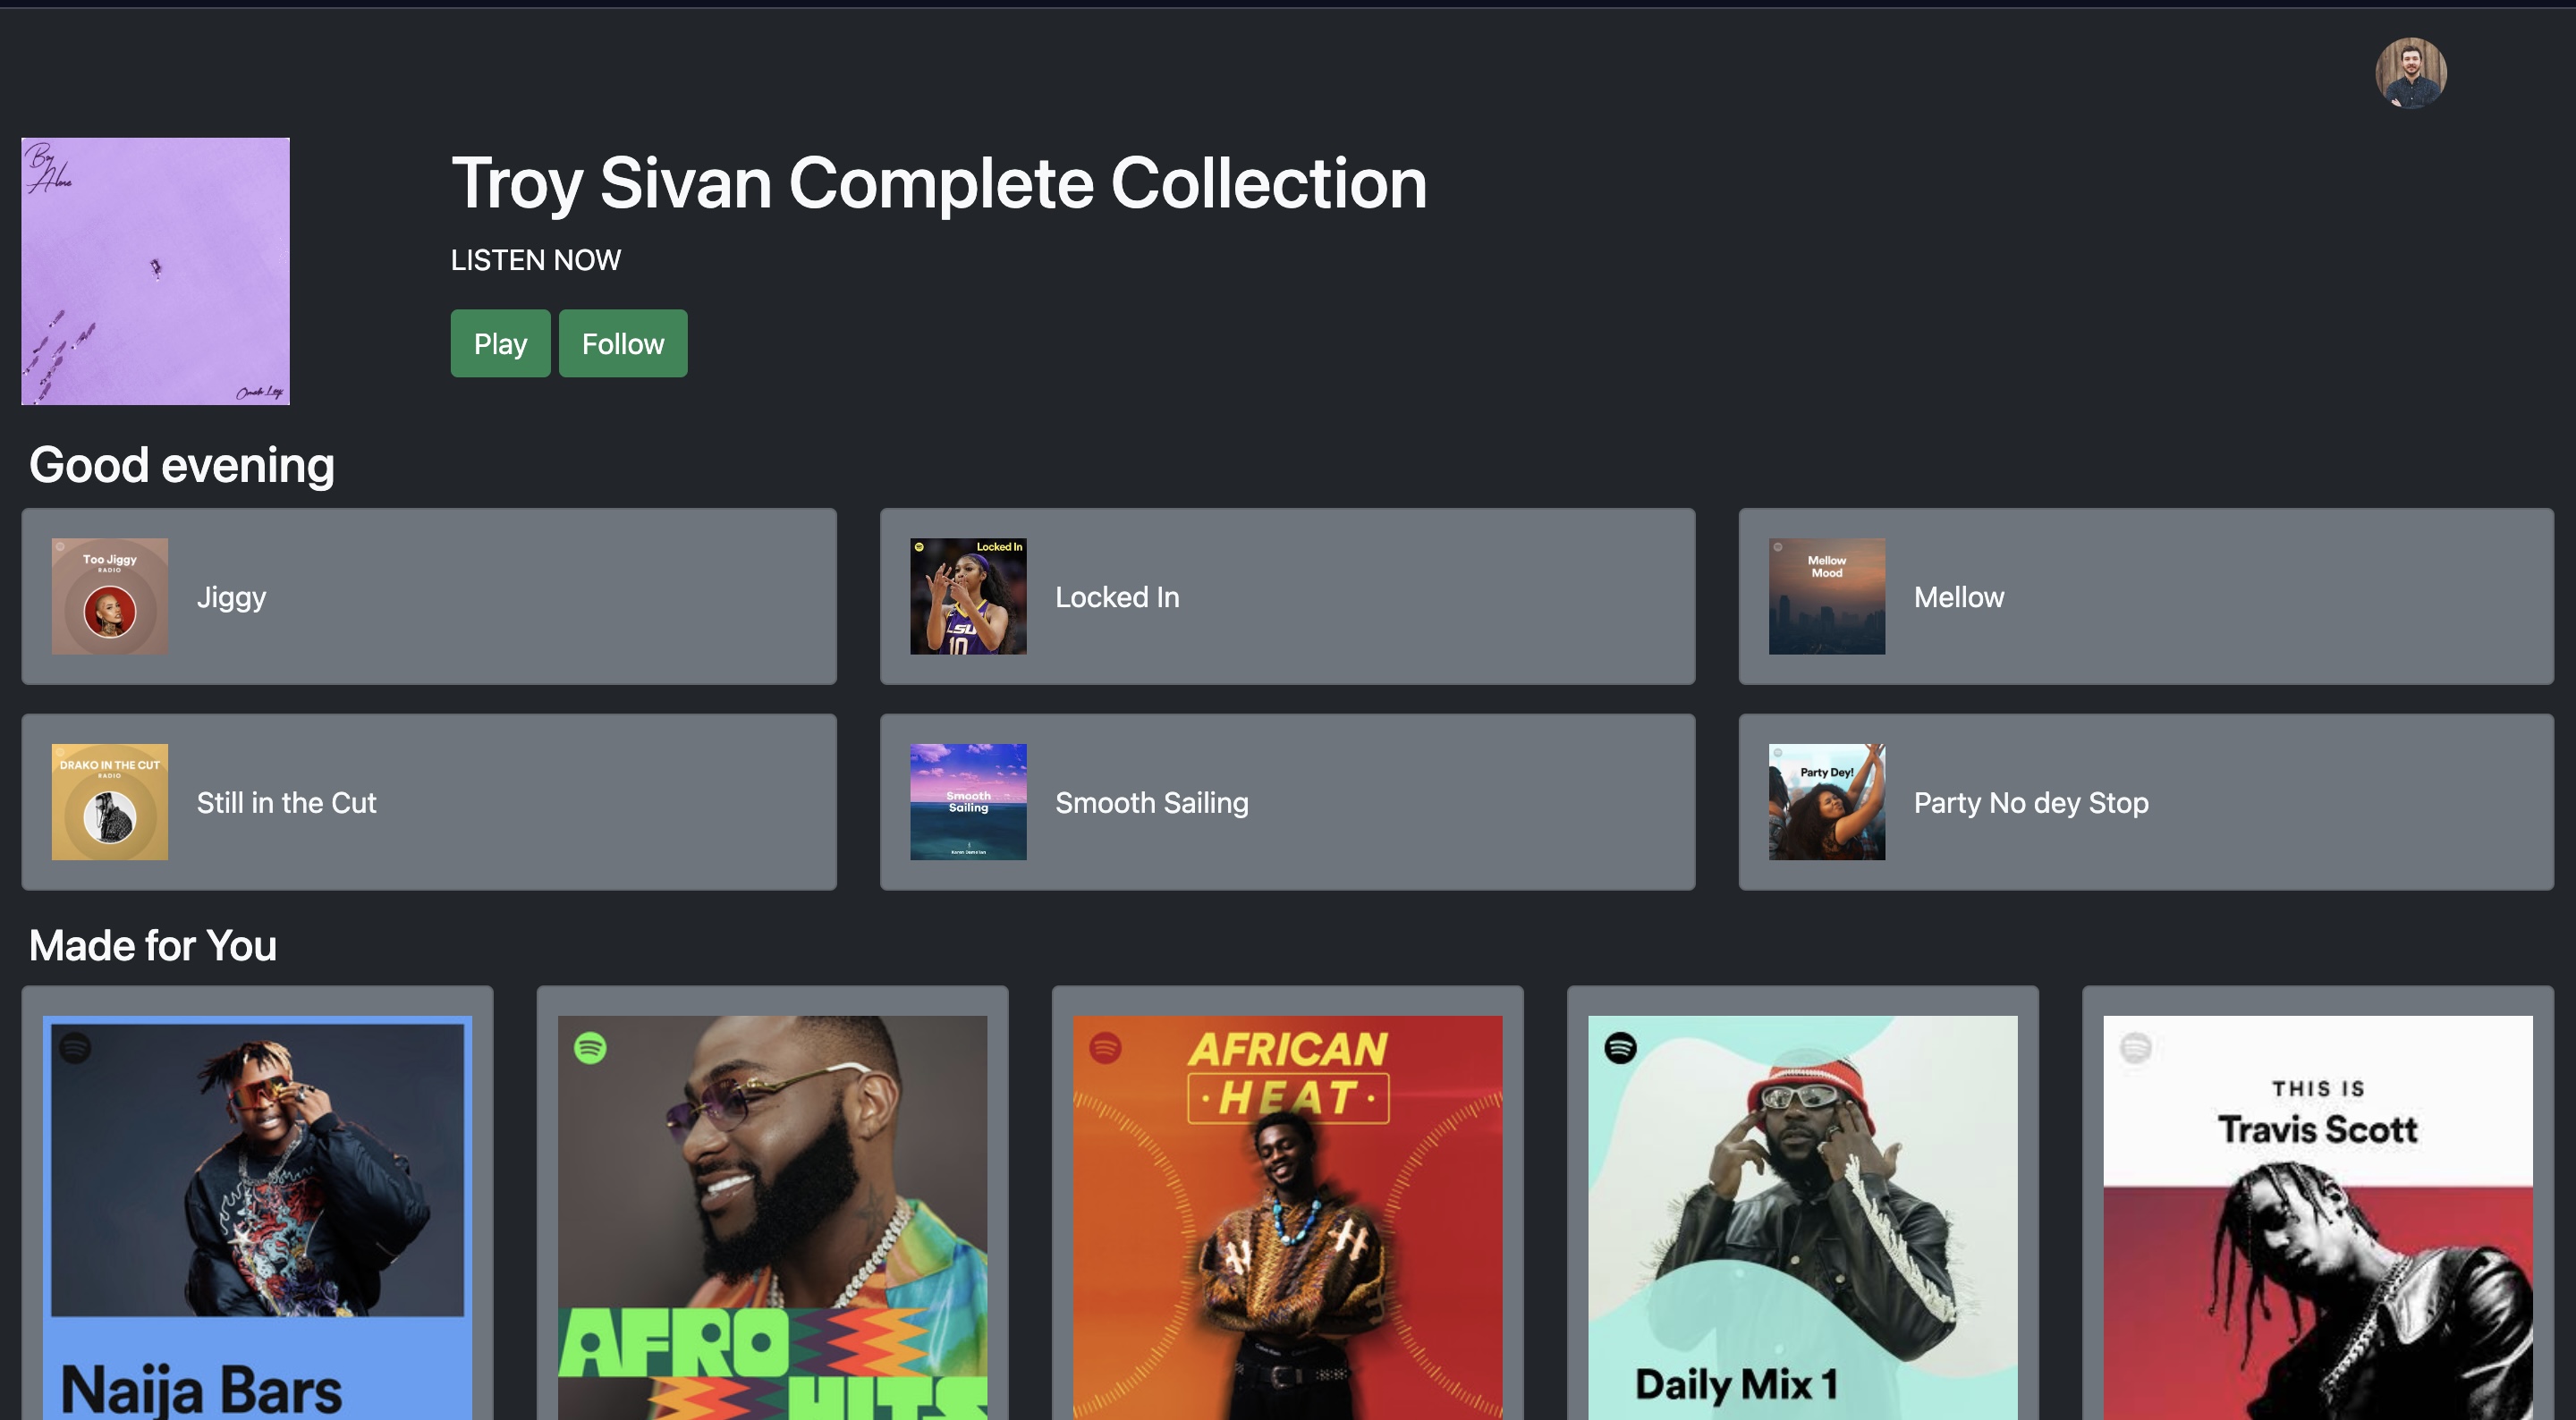 Boy
Alone
Omah Lay
Troy Sivan Complete Collection
LISTEN NOW
Play
Follow
Good evening
Too Jiggy
RADIO
Jiggy
Locked In
LSU
10
Locked In
Mellow
Mood
Mellow
DRAKO IN THE CUT
RADIO
Still in the Cut
Smooth
Sailing
Smooth Sailing
Party Dey!
Party No dey Stop
Made for You
Naija Bars
AFRO
HITS
AFRICAN
HEAT
Daily Mix 1
THIS IS
Travis Scott